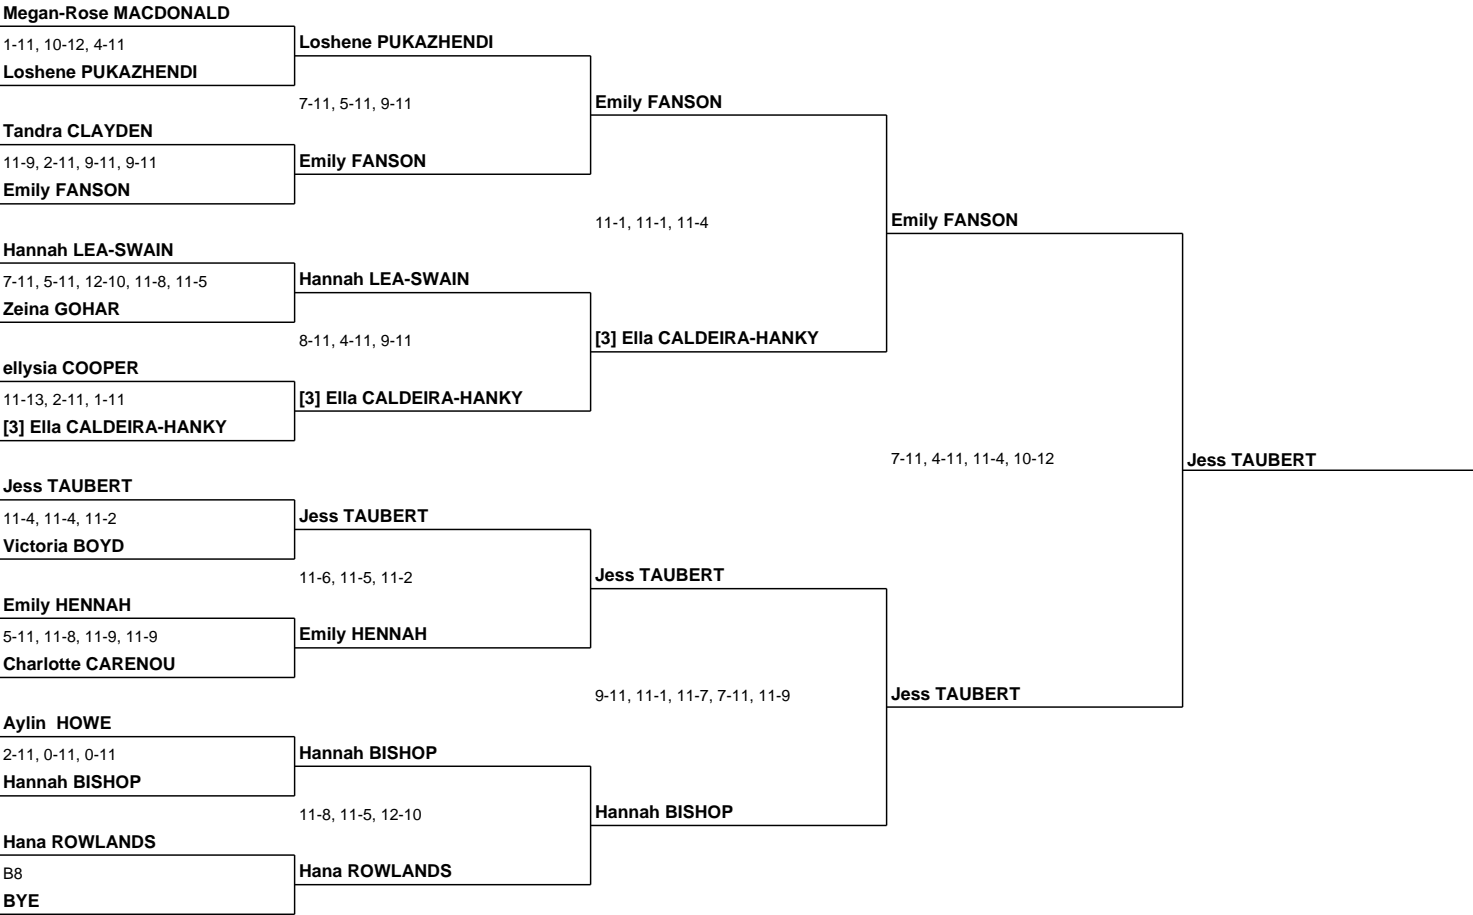 Megan-Rose MACDONALD
1-11, 10-12, 4-11
Loshene PUKAZHENDI
Tandra CLAYDEN
11-9, 2-11, 9-11, 9-11
Emily FANSON
Hannah LEA-SWAIN
7-11, 5-11, 12-10, 11-8, 11-5
Zeina GOHAR
ellysia COOPER
11-13, 2-11, 1-11
[3] Ella CALDEIRA-HANKY
Jess TAUBERT
11-4, 11-4, 11-2
Victoria BOYD
Emily HENNAH
5-11, 11-8, 11-9, 11-9
Charlotte CARENOU
Aylin  HOWE
2-11, 0-11, 0-11
Hannah BISHOP
Hana ROWLANDS
B8
BYE
Loshene PUKAZHENDI
7-11, 5-11, 9-11
Emily FANSON
Hannah LEA-SWAIN
8-11, 4-11, 9-11
[3] Ella CALDEIRA-HANKY
Jess TAUBERT
11-6, 11-5, 11-2
Emily HENNAH
Hannah BISHOP
11-8, 11-5, 12-10
Hana ROWLANDS
Emily FANSON
11-1, 11-1, 11-4
[3] Ella CALDEIRA-HANKY
Jess TAUBERT
9-11, 11-1, 11-7, 7-11, 11-9
Hannah BISHOP
Emily FANSON
7-11, 4-11, 11-4, 10-12
Jess TAUBERT
Jess TAUBERT